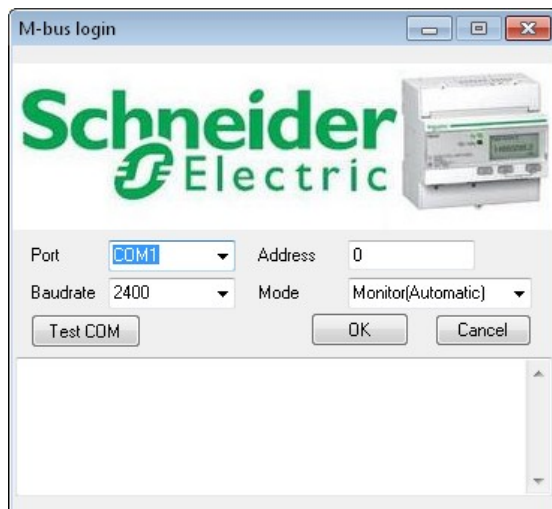 M-bus login
Schneider
Electric
Port COM1 Address 0
Baudrate 2400 Mode Monitor(Automatic)
Test COM OK Cancel